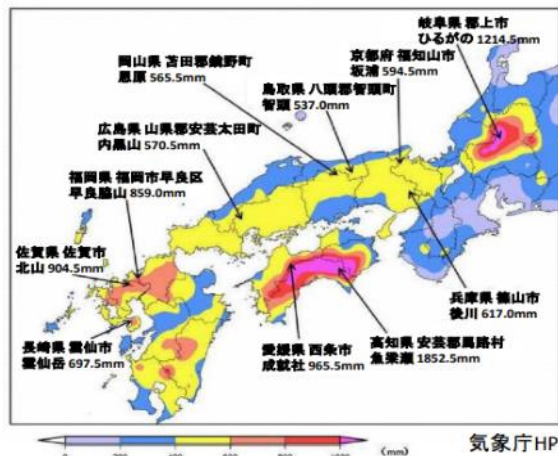 岐阜県 郡上市
ひるがの 1214.5mm
岡山県 苫田郡鏡野町
恩原 565.5mm
京都府 福知山市
坂浦 594.5mm
鳥取県 八頭郡智頭町
智頭 537.0mm
広島県 山県郡安芸太田町
内黒山 570.5mm
福岡県 福岡市早良区
早良脇山 859.0mm
佐賀県 佐賀市
北山 904.5mm
長崎県 雲仙市
雲仙岳 697.5mm
愛媛県 西条市
成就社 965.5mm
高知県 安芸郡馬路村
魚梁瀬 1852.5mm
兵庫県 篠山市
後川 617.0mm
(mm)
気象庁HP